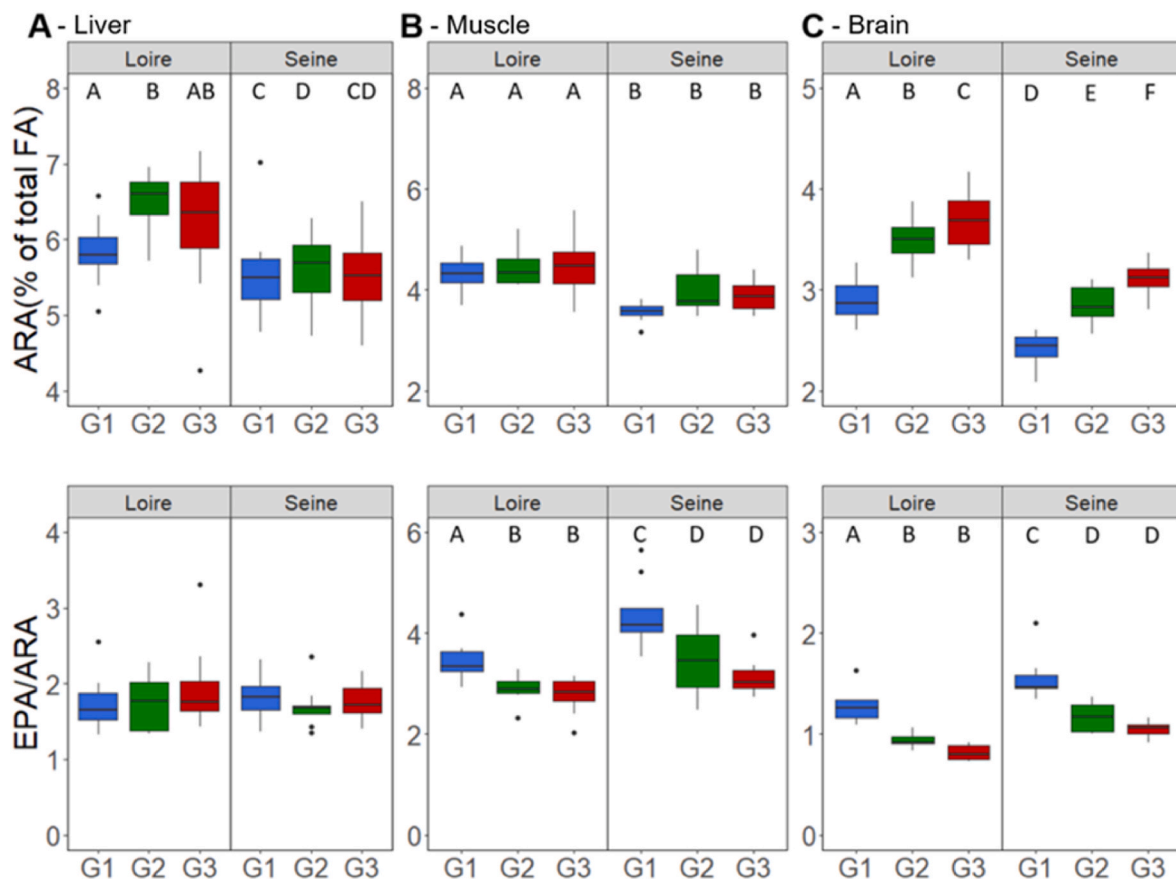 A - Liver B - Muscle C - Brain
Loire Seine Loire Seine Loire Seine
8 A B AB C D CD 8 A A A B B B 5 A B C D E F
ARA(% of total FA)
7
6 6 4
5 4 3
4 2 2
G1 G2 G3 G1 G2 G3 G1 G2 G3 G1 G2 G3 G1 G2 G3 G1 G2 G3
Loire Seine Loire Seine Loire Seine
4 6 A B B C D D 3 A B B C D D
EPA/ARA
3 4 2
2 2 1
1
0 0 0
G1 G2 G3 G1 G2 G3 G1 G2 G3 G1 G2 G3 G1 G2 G3 G1 G2 G3